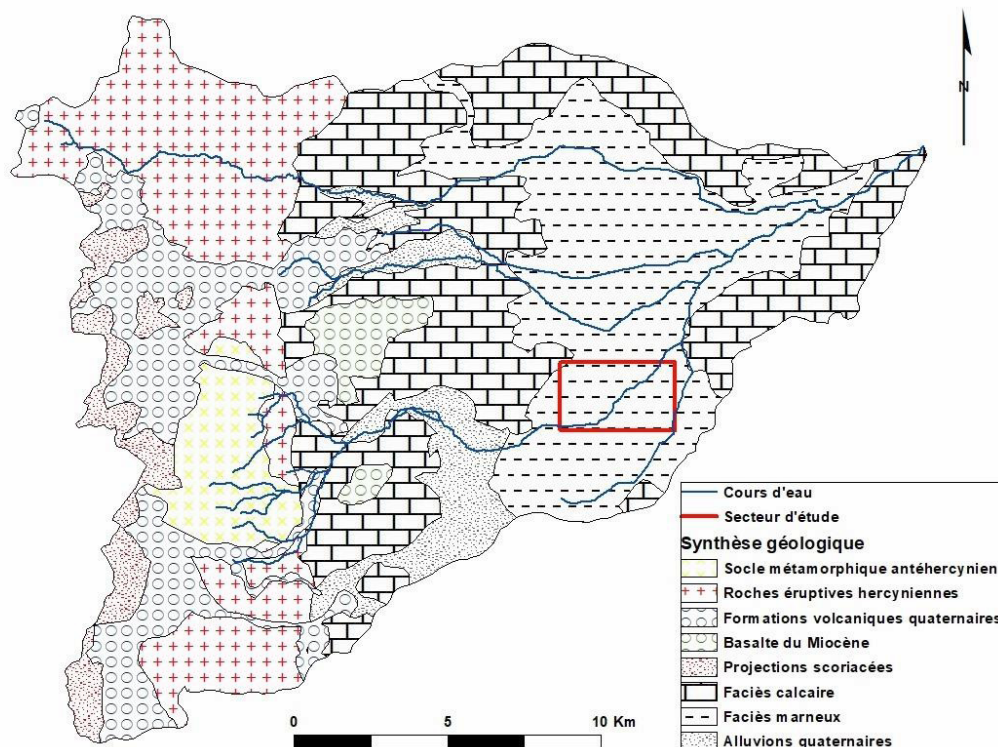 N
Cours d'eau
Secteur d'étude
Synthèse géologique
Socle métamorphique antéhercynien
Roches éruptives hercyniennes
Formations volcaniques quaternaires
Basalte du Miocène
Projections scoriacées
Faciès calcaire
Faciès marneux
Alluvions quaternaires
0 5 10 Km